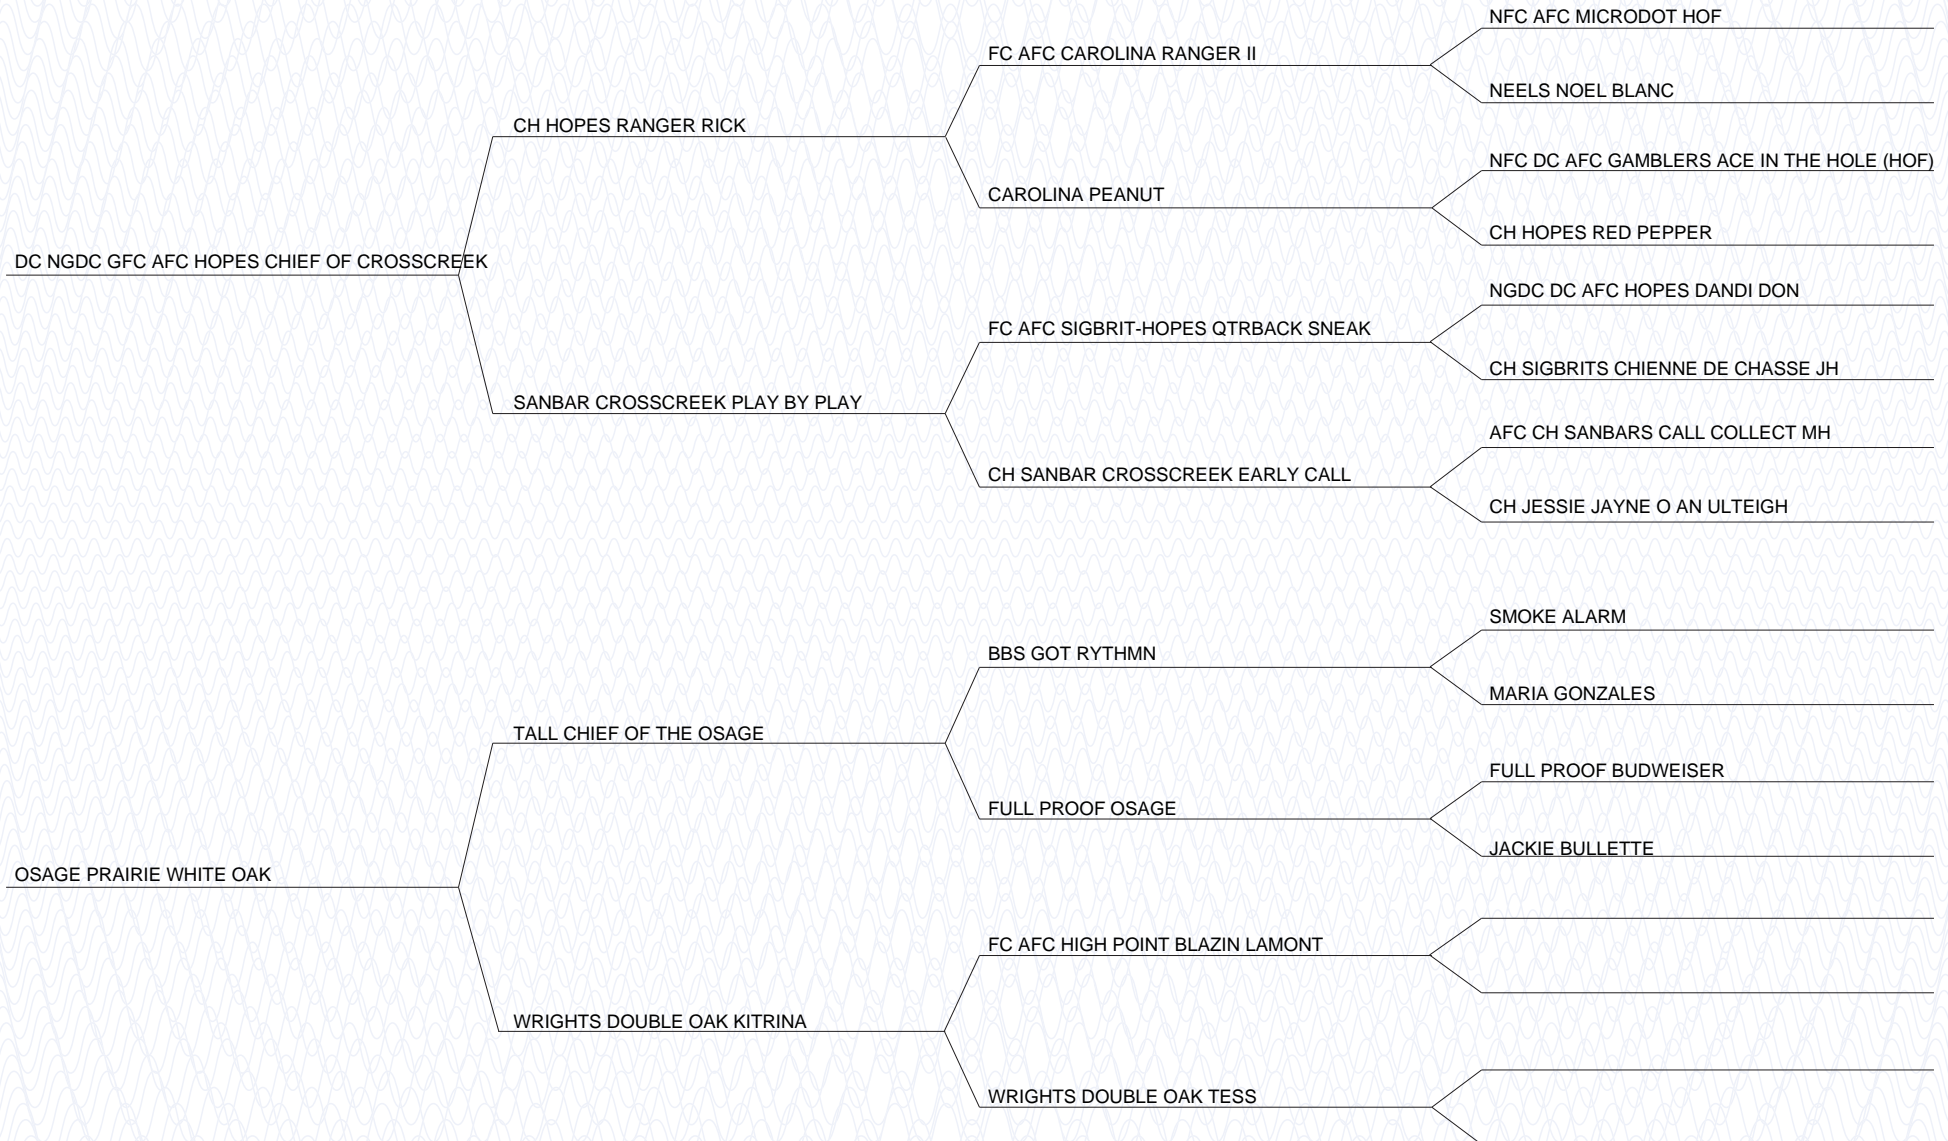 NFC AFC MICRODOT HOF
FC AFC CAROLINA RANGER II
NEELS NOEL BLANC
CH HOPES RANGER RICK
NFC DC AFC GAMBLERS ACE IN THE HOLE (HOF)
CAROLINA PEANUT
CH HOPES RED PEPPER
DC NGDC GFC AFC HOPES CHIEF OF CROSSCREEK
NGDC DC AFC HOPES DANDI DON
FC AFC SIGBRIT-HOPES QTRBACK SNEAK
CH SIGBRITS CHIENNE DE CHASSE JH
SANBAR CROSSCREEK PLAY BY PLAY
AFC CH SANBARS CALL COLLECT MH
CH SANBAR CROSSCREEK EARLY CALL
CH JESSIE JAYNE O AN ULTEIGH
SMOKE ALARM
BBS GOT RYTHMN
MARIA GONZALES
TALL CHIEF OF THE OSAGE
FULL PROOF BUDWEISER
FULL PROOF OSAGE
JACKIE BULLETTE
OSAGE PRAIRIE WHITE OAK
FC AFC HIGH POINT BLAZIN LAMONT
WRIGHTS DOUBLE OAK KITRINA
WRIGHTS DOUBLE OAK TESS